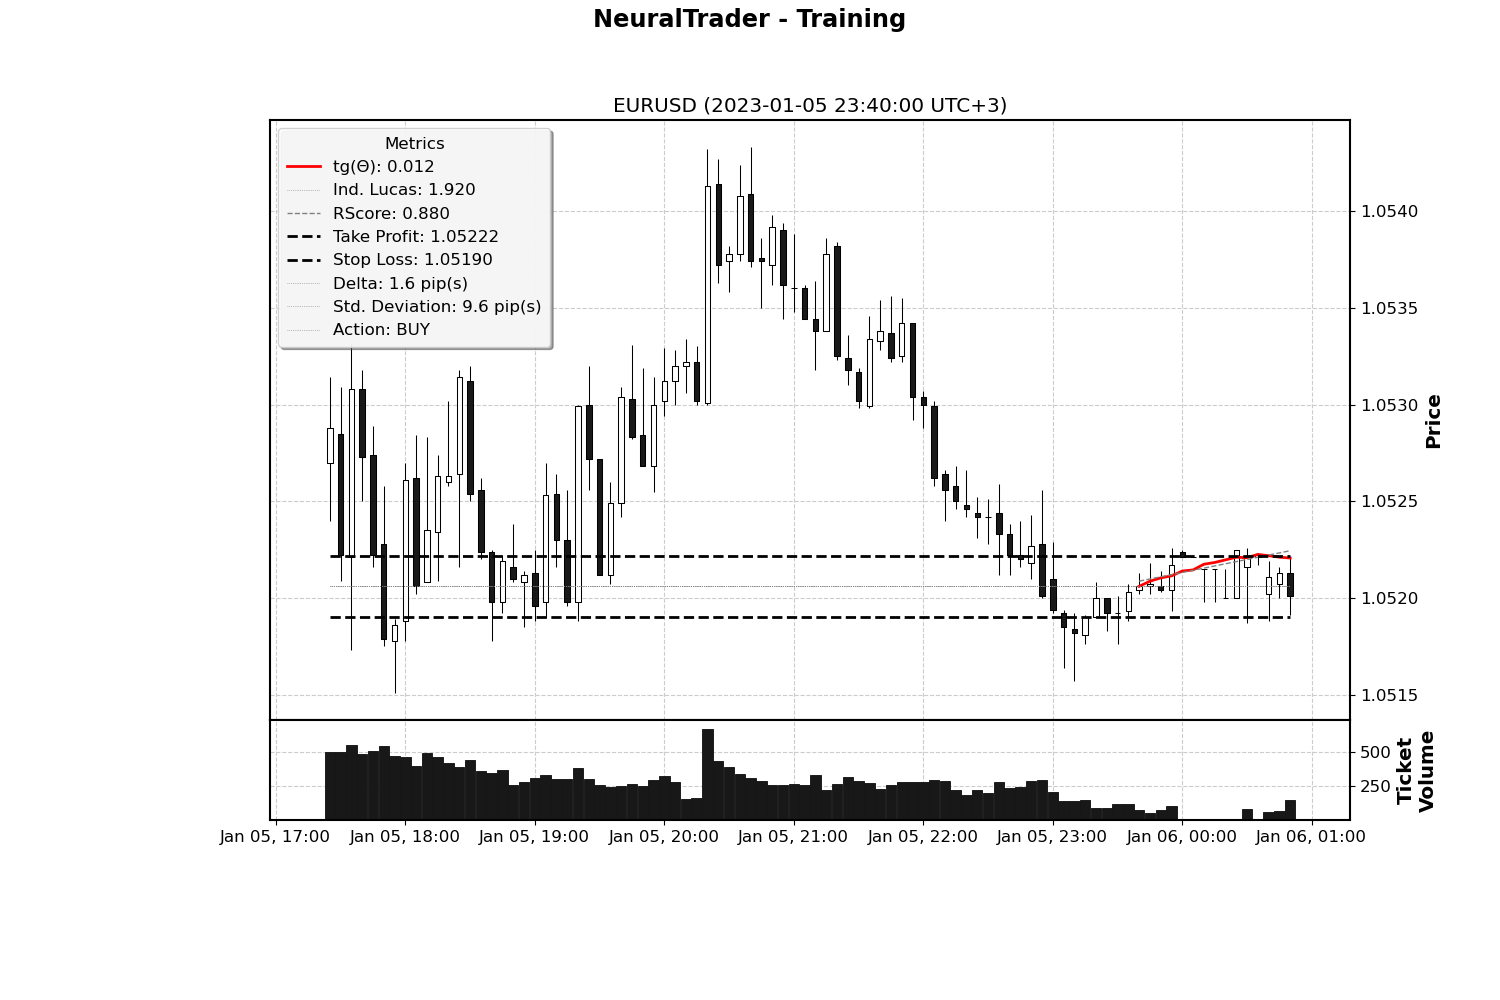 NeuralTrader - Training
EURUSD (2023-01-05 23:40:00 UTC+3)
Metrics
tg(Θ): 0.012
Ind. Lucas: 1.920
RScore: 0.880
Take Profit: 1.05222
Stop Loss: 1.05190
Delta: 1.6 pip(s)
Std. Deviation: 9.6 pip(s)
Action: BUY
1.0540
1.0535
1.0530
1.0525
1.0520
1.0515
Price
500
250
Ticket
Volume
Jan 05, 17:00 Jan 05, 18:00 Jan 05, 19:00 Jan 05, 20:00 Jan 05, 21:00 Jan 05, 22:00 Jan 05, 23:00 Jan 06, 00:00 Jan 06, 01:00